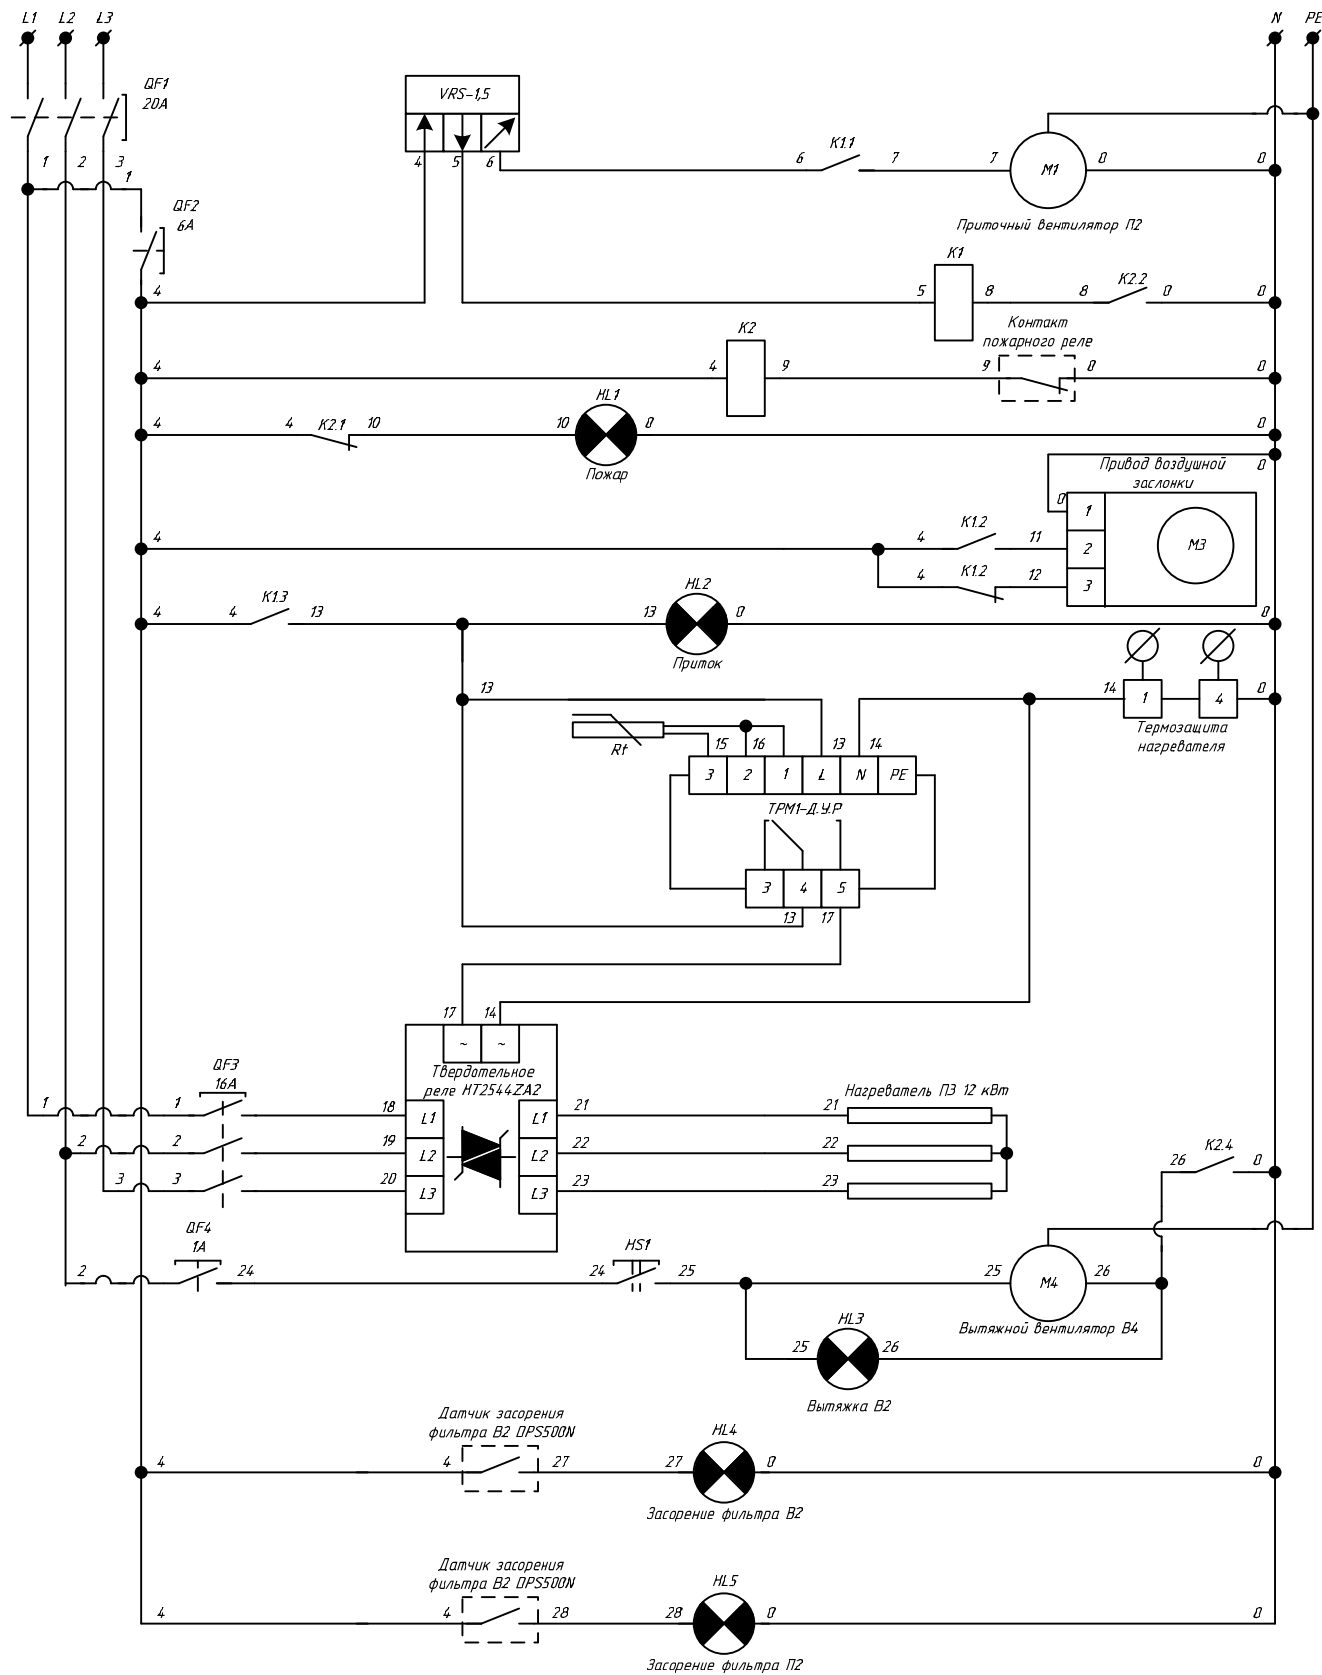 L1 L2 L3 N PE
QF1
20A
VRS-1,5
1 2 3 4 5 6
6 K1.1 7 7 M1 0 0
1
QF2
6A
Приточный вентилятор П2
K1
4 5 8 8 K2.2 0 0
K2
Контакт
пожарного реле
4 4 9 9 0 0
HL1
4 4 K2.1 10 10 0 0
Пожар
Привод воздушной
заслонки
0
0 1
4 4 K1.2 11 2 M3
4 K1.2 12 3
HL2
4 4 K1.3 13 13 0 0
Приток
13 14 1 4 0
Термозащита
нагревателя
Rt 15 16 13 14
3 2 1 L N PE
ТРМ1-Д.У.Р
3 4 5
13 17
17 14
~ ~
Твердотельное
реле HT2544.ZA2
QF3
16A
Нагреватель П3 12 кВт
1 1 18 L1 L1 21 21
2 2 19 L2 L2 22 22
3 3 20 L3 L3 23 23
26 K2.4 0
QF4
1A
HS1
2 24 24 25 25 M4 26
Вытяжной вентилятор В4
HL3
25 26
Вытяжка В2
Датчик засорения
фильтра В2 DPS500N
HL4
4 4 27 27 0 0
Засорение фильтра В2
Датчик засорения
фильтра В2 DPS500N
HL5
4 4 28 28 0 0
Засорение фильтра П2